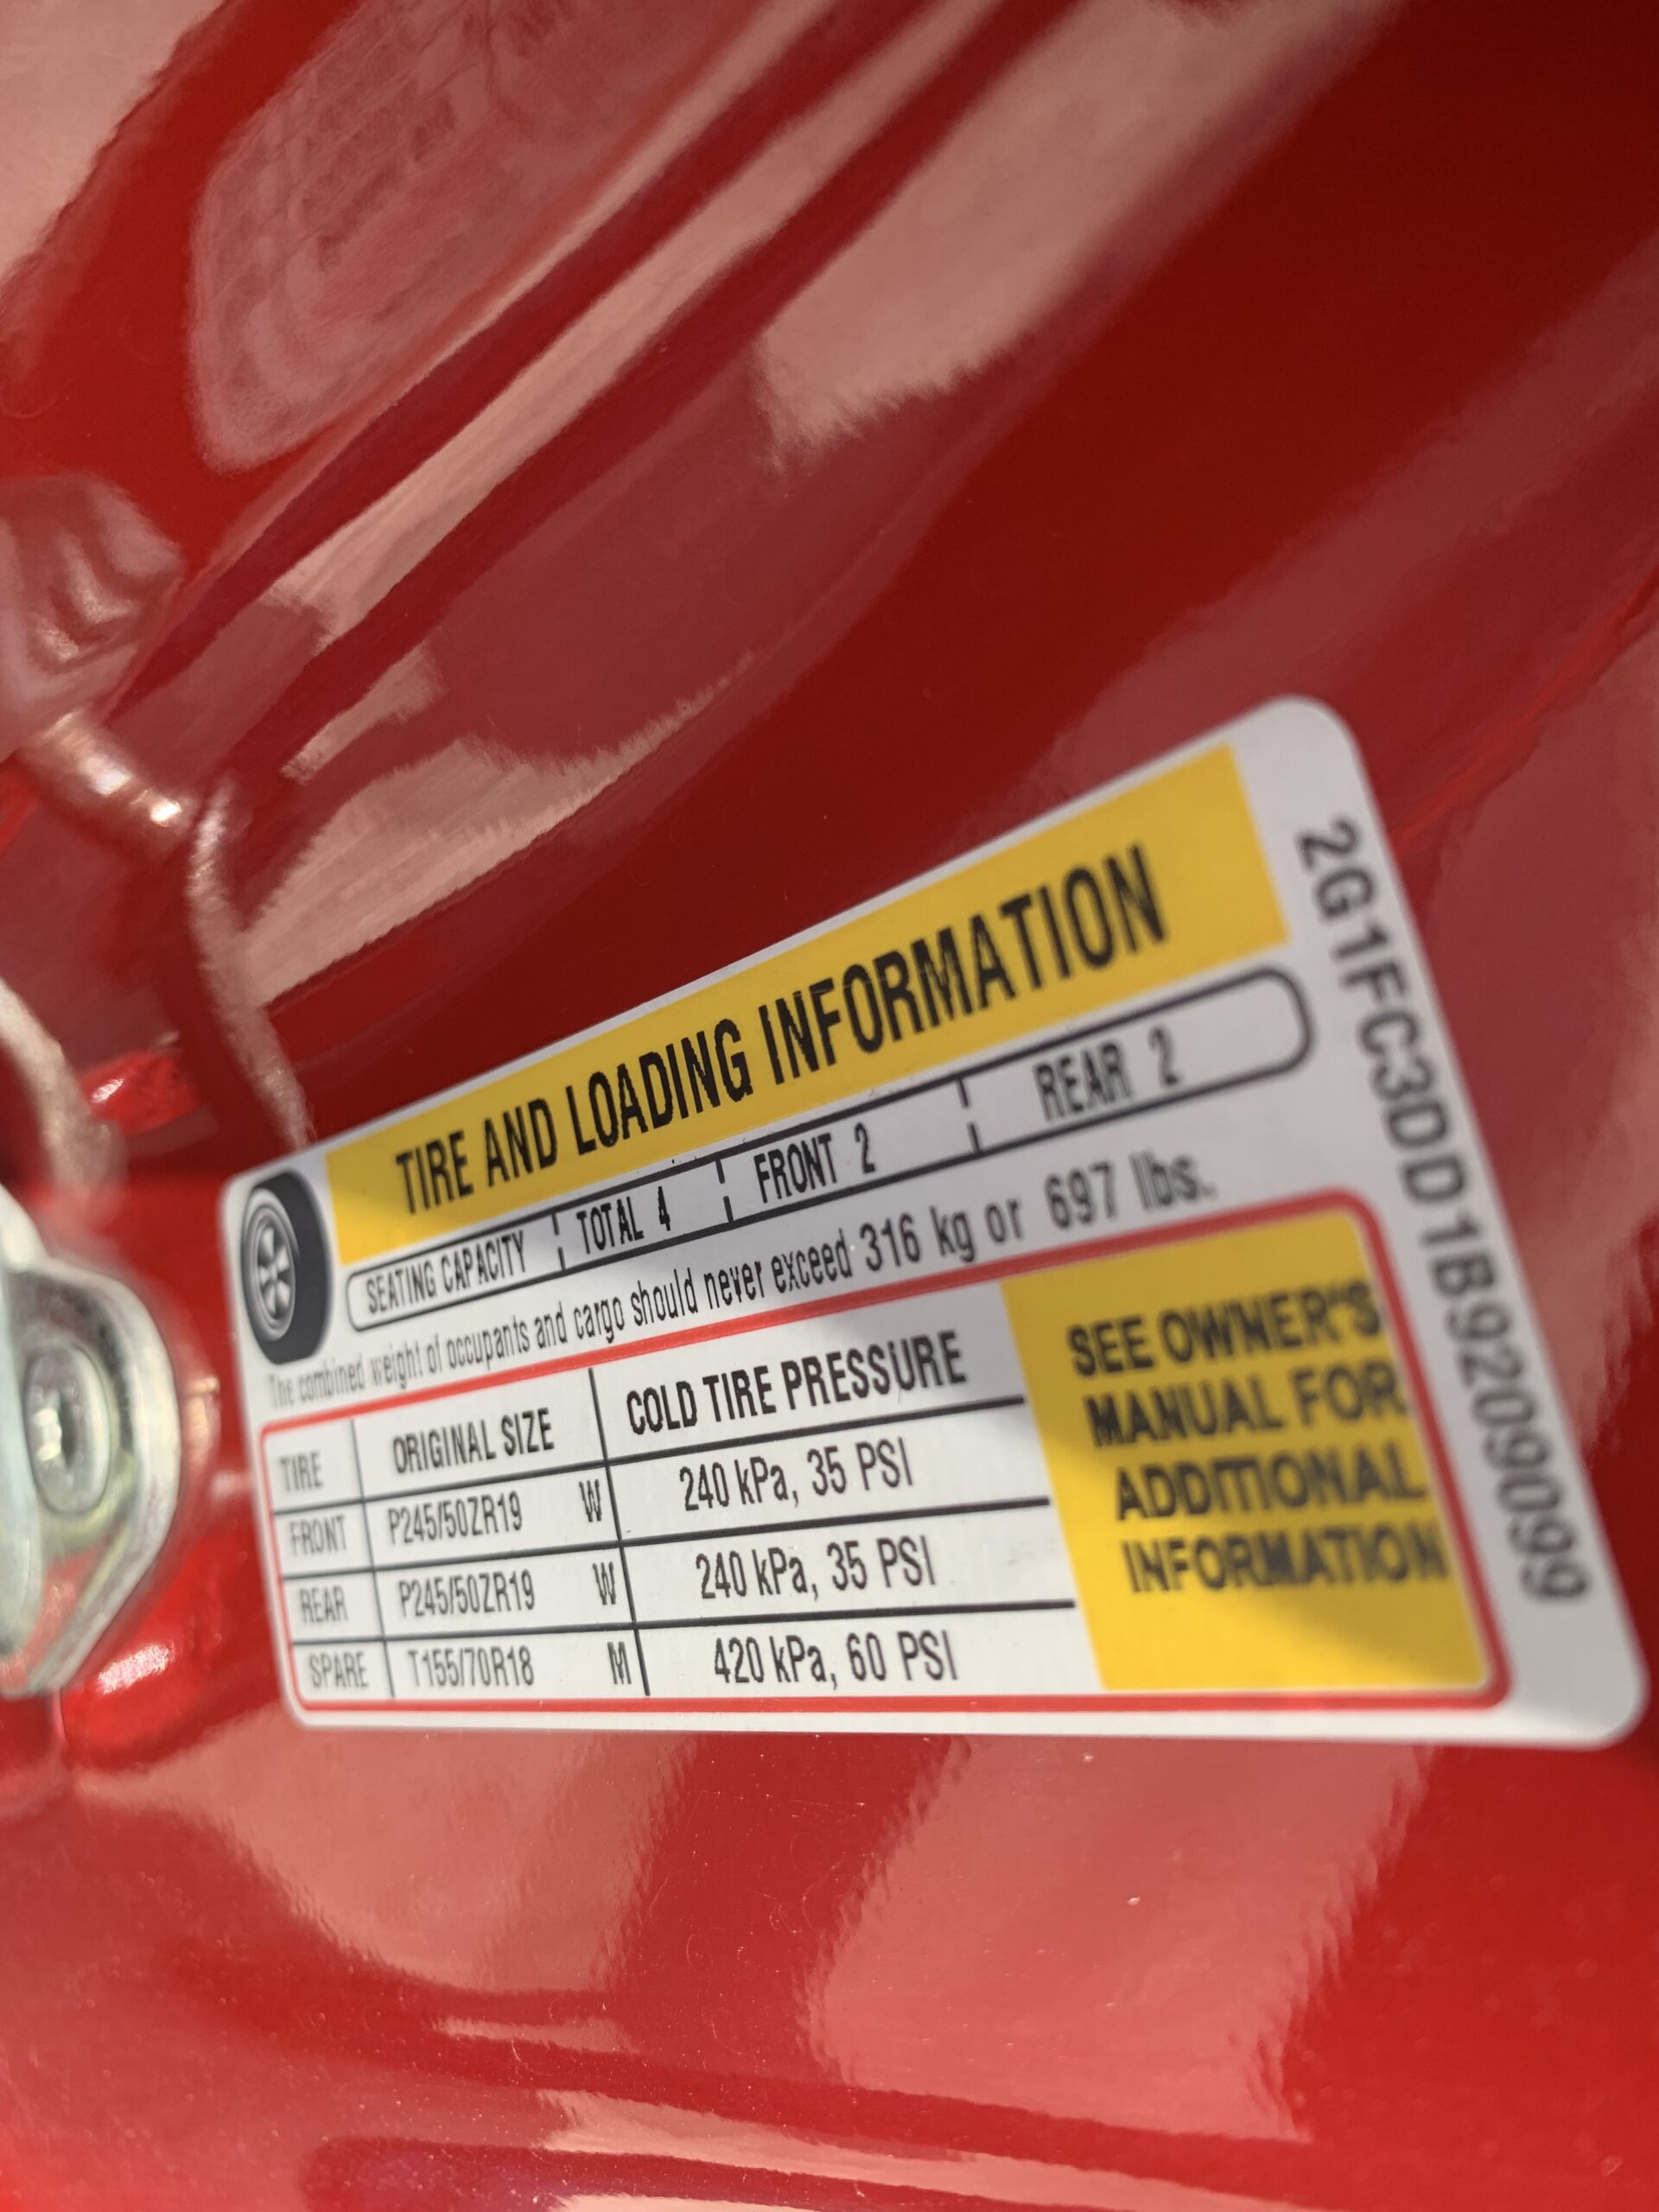 TIRE AND LOADING INFORMATION
SEATING CAPACITY TOTAL 4 FRONT 2 REAR 2
The combined weight of occupants and cargo should never exceed 316 kg or 697 lbs.
TIRE ORIGINAL SIZE COLD TIRE PRESSURE
FRONT P245/50ZR19 W 240 kPa, 35 PSI
REAR P245/50ZR19 W 240 kPa, 35 PSI
SPARE T155/70R18 M 420 kPa, 60 PSI
SEE OWNER'S
MANUAL FOR
ADDITIONAL
INFORMATION
2G1FC3DD1B9209099